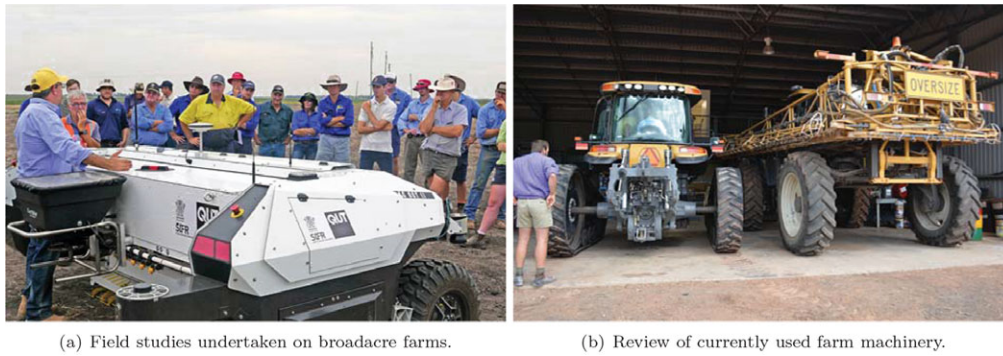 QUT
SIFR
SIFR
QUT
OVERSIZE
(a) Field studies undertaken on broadacre farms.
(b) Review of currently used farm machinery.